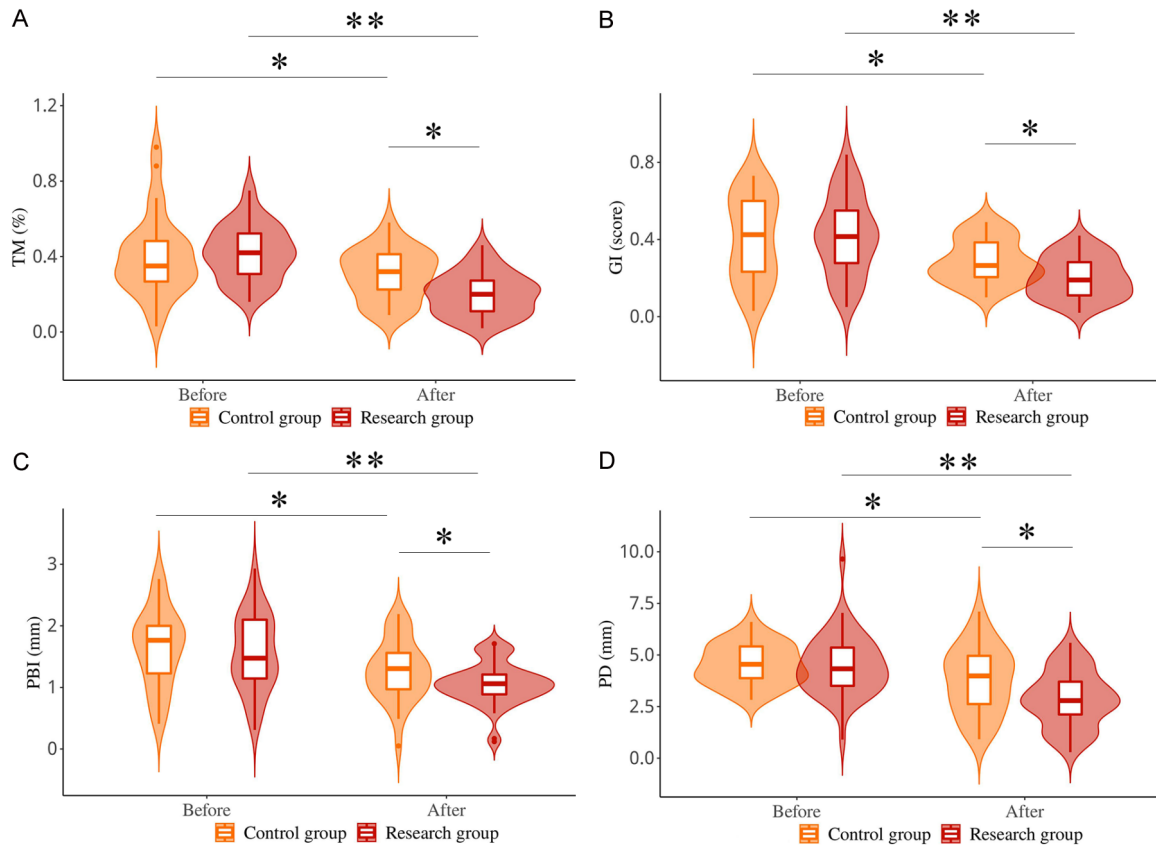 A
**
*
*
TM (%)
1.2
0.8
0.4
0.0
Before
After
Control group
Research group
B
**
*
*
GI (score)
0.8
0.4
0.0
Before
After
Control group
Research group
C
**
*
*
PBI (mm)
3
2
1
0
Before
After
Control group
Research group
D
**
*
*
PD (mm)
10.0
7.5
5.0
2.5
0.0
Before
After
Control group
Research group